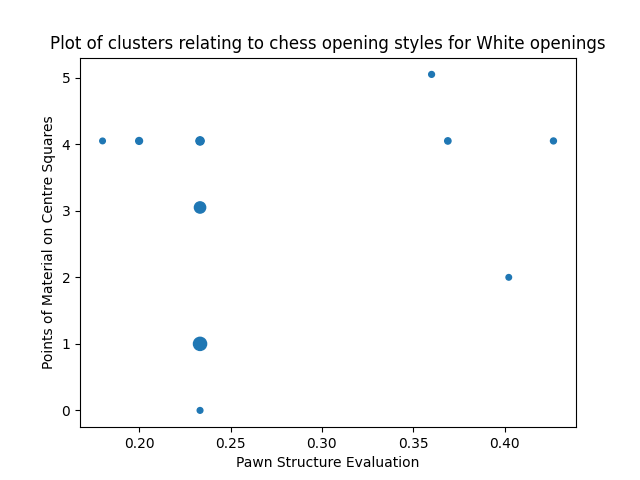 Plot of clusters relating to chess opening styles for White openings
5
4
3
2
1
0
Points of Material on Centre Squares
0.20 0.25 0.30 0.35 0.40
Pawn Structure Evaluation